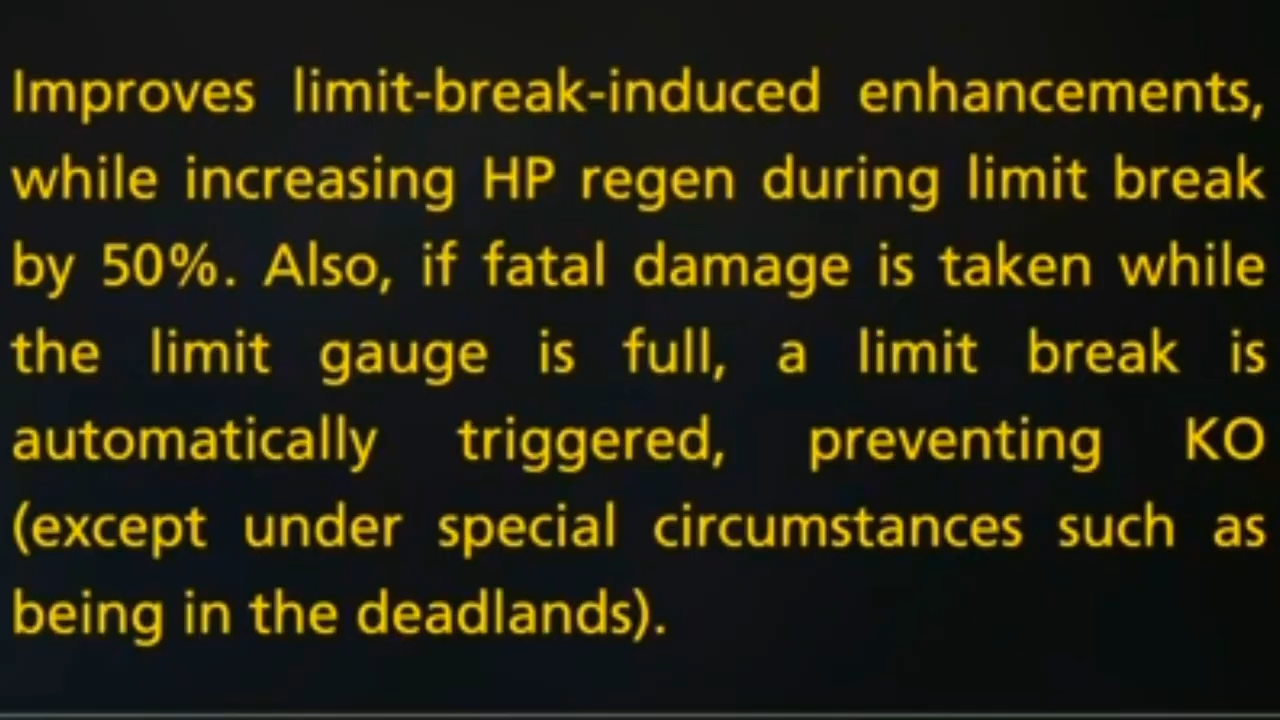 Improves limit-break-induced enhancements,
while increasing HP regen during limit break
by 50%. Also, if fatal damage is taken while
the limit gauge is full, a limit break is
automatically triggered, preventing KO
(except under special circumstances such as
being in the deadlands).